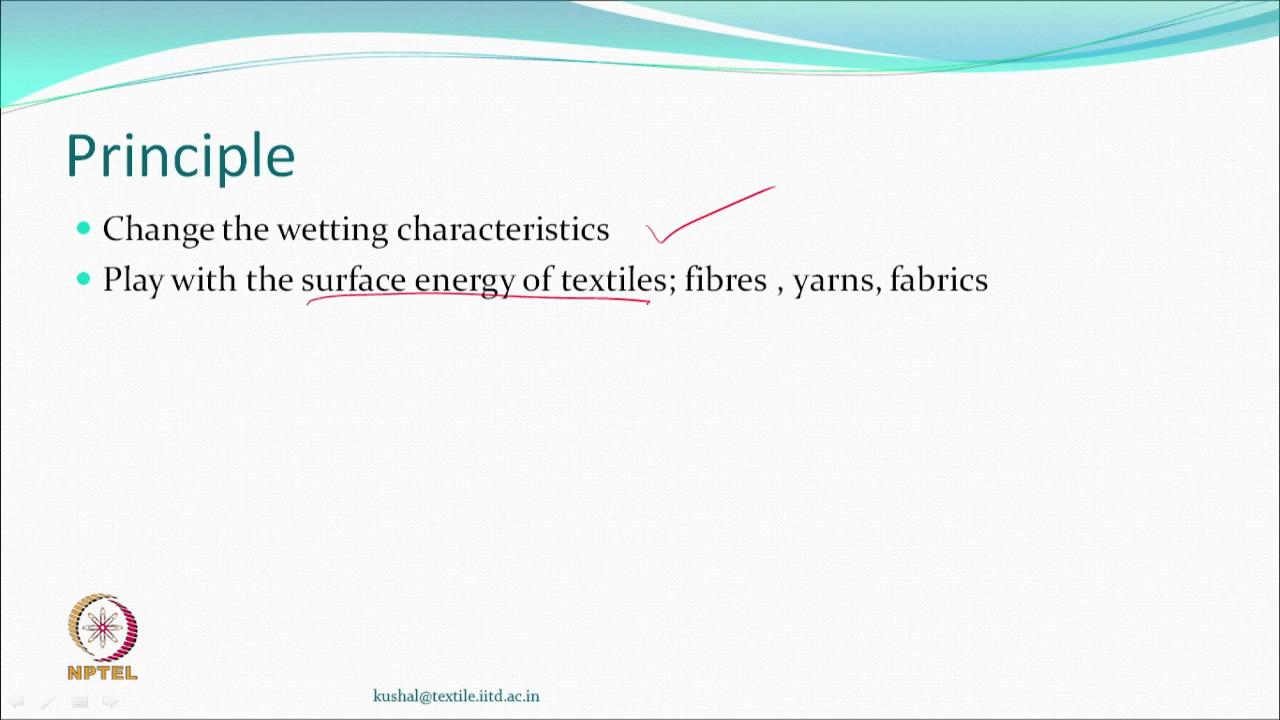 Principle
Change the wetting characteristics
Play with the surface energy of textiles; fibres , yarns, fabrics
NPTEL
kushal@textile.iitd.ac.in